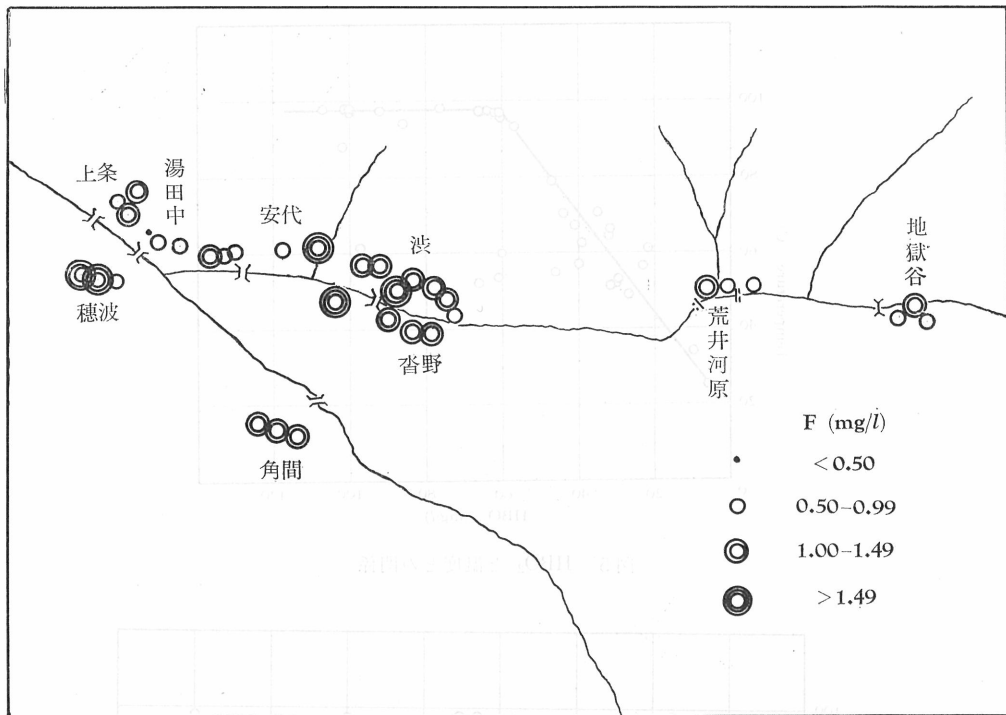 上条
湯田中
安代
渋
地獄谷
穂波
沓野
荒井河原
角間
F (mg/l)
<0.50
0.50-0.99
1.00-1.49
>1.49